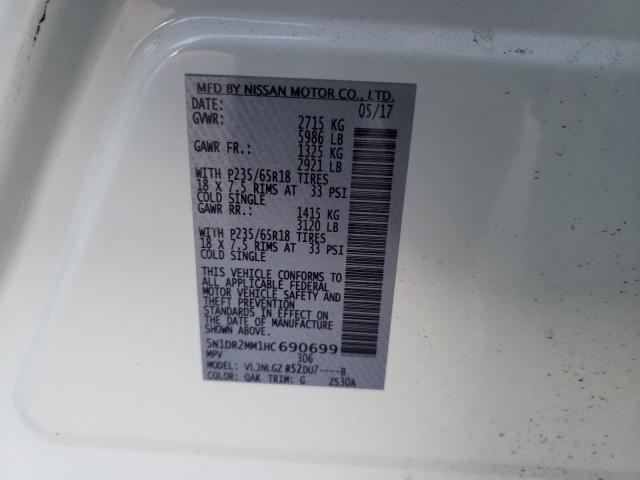 MFD BY NISSAN MOTOR CO., LTD.
DATE: 05/17
GVWR: 2715 KG
5986 LB
GAWR FR.: 1325 KG
2921 LB
WITH P235/65R18 TIRES
18 X 7.5 RIMS AT 33 PSI
COLD SINGLE
GAWR RR.: 1415 KG
3120 LB
WITH P235/65R18 TIRES
18 X 7.5 RIMS AT 33 PSI
COLD SINGLE
THIS VEHICLE CONFORMS TO
ALL APPLICABLE FEDERAL
MOTOR VEHICLE SAFETY AND
THEFT PREVENTION
STANDARDS IN EFFECT ON
THE DATE OF MANUFACTURE
SHOWN ABOVE.
5N1DR2MM1HC690699
MPV 306
MODEL: VLJNLGZ R52DU7----B
COLOR: QAK TRIM: G ZS30A